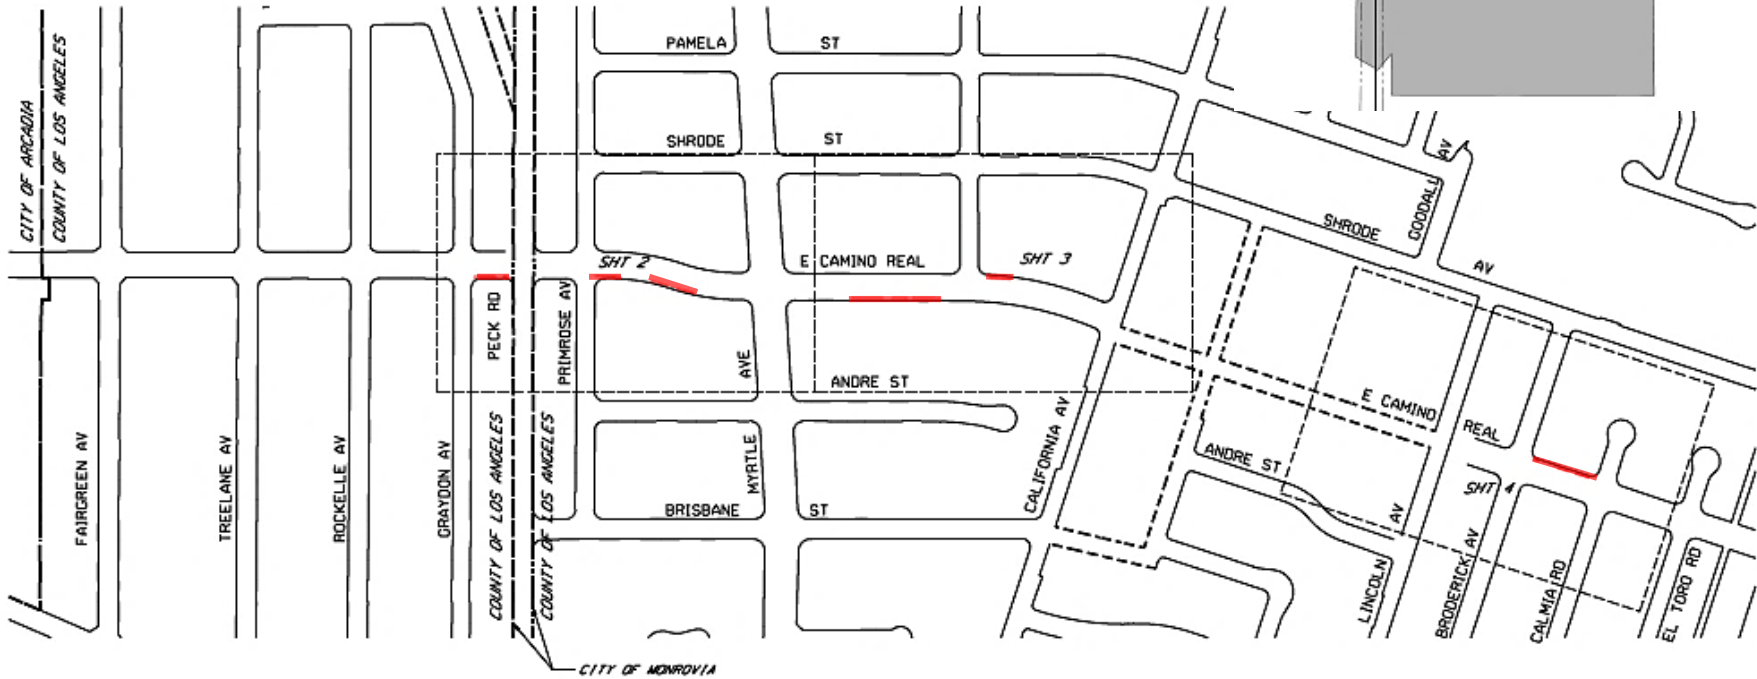 PAMELA ST
CITY OF ARCADIA
COUNTY OF LOS ANGELES
SHRODE ST
AV
GOODALL
SHRODE
AV
SHT 2
E CAMINO REAL
SHT 3
PECK RD
PRIMROSE AV
AVE
ANDRE ST
E CAMINO
REAL
CALIFORNIA AV
FAIRGREEN AV
TREELANE AV
ROCKELLE AV
GRAYDON AV
COUNTY OF LOS ANGELES
COUNTY OF LOS ANGELES
MYRTLE
ANDRE ST
SHT 4
BRISBANE ST
AV
LINCOLN
BRODERICK AV
CALMIA RD
EL TORO RD
CITY OF MONROVIA